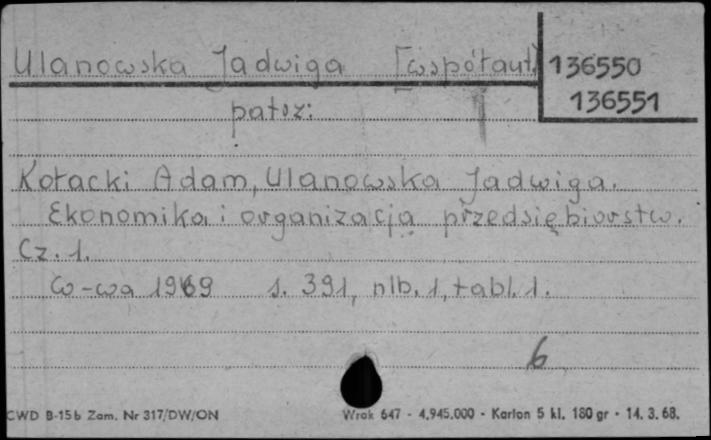 Ulanowska Jadwiga [współaut.] 136550
136551
patrz:
Kołacki Adam, Ulanowska Jadwiga.
Ekonomika i organizacja przedsiębiorstw.
Cz. 1.
W-wa 1969 s. 391, nlb. 1, tabl. 1.
6
CWD B-15b Zam. Nr 317/DW/ON Wrak 647 - 4.945.000 - Karton 5 kl. 180 gr - 14. 3. 68.